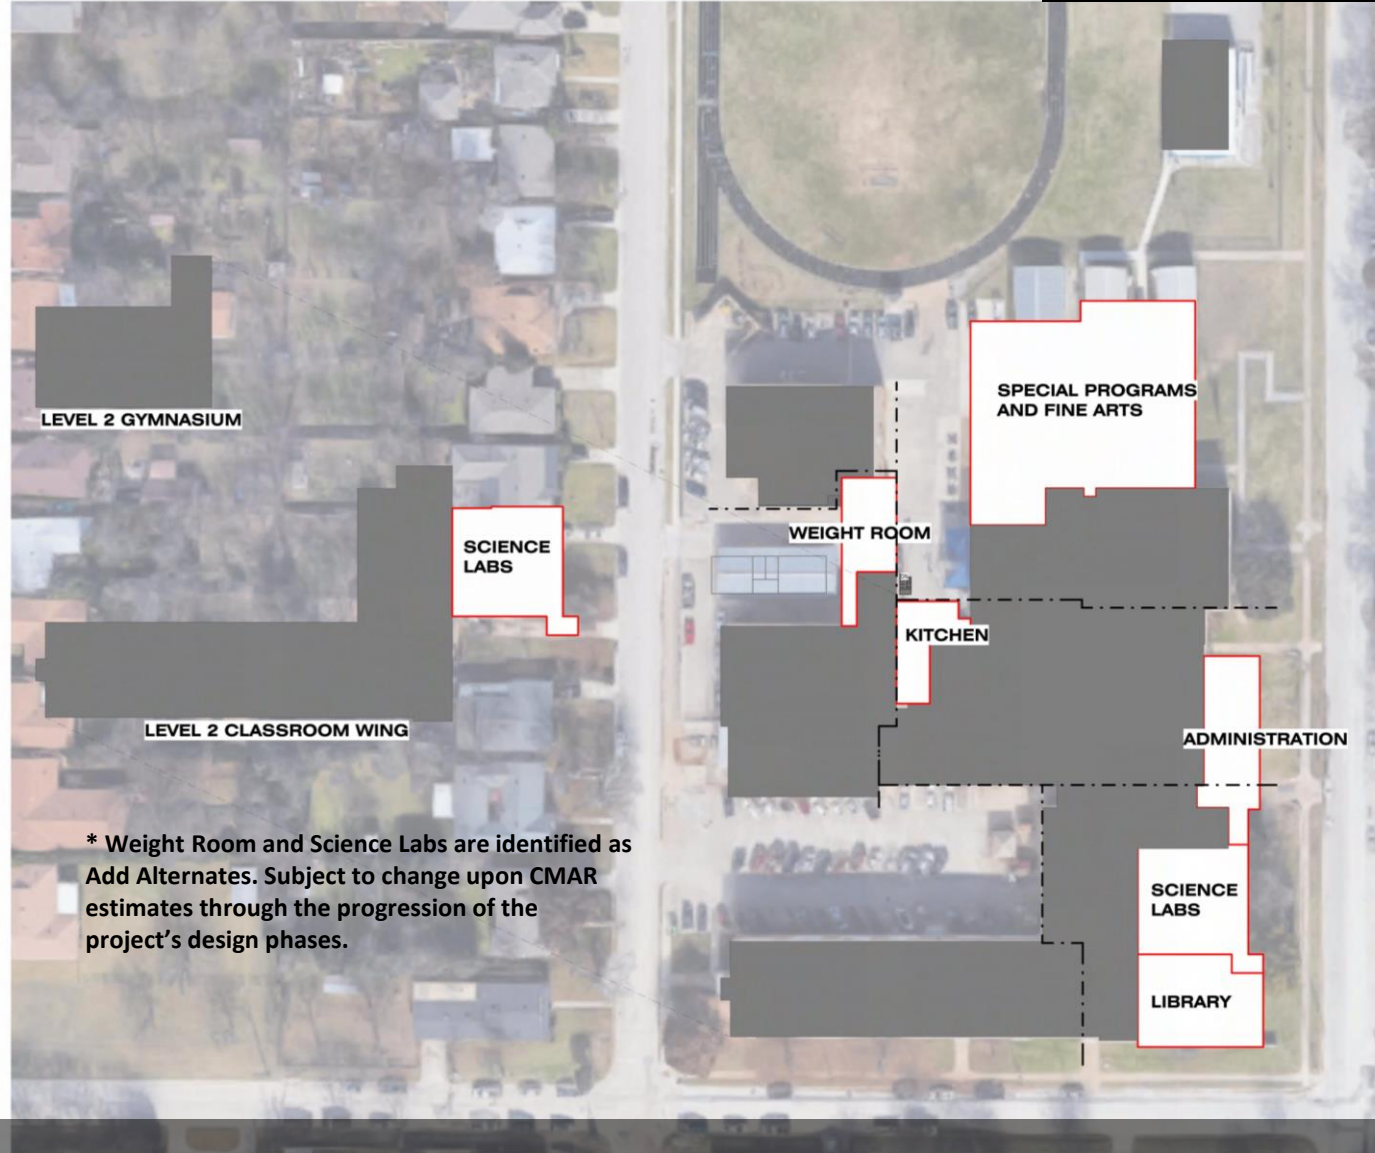 SPECIAL PROGRAMS
AND FINE ARTS
LEVEL 2 GYMNASIUM
WEIGHT ROOM
SCIENCE
LABS
KITCHEN
LEVEL 2 CLASSROOM WING
ADMINISTRATION
* Weight Room and Science Labs are identified as
Add Alternates. Subject to change upon CMAR
estimates through the progression of the
project's design phases.
SCIENCE
LABS
LIBRARY